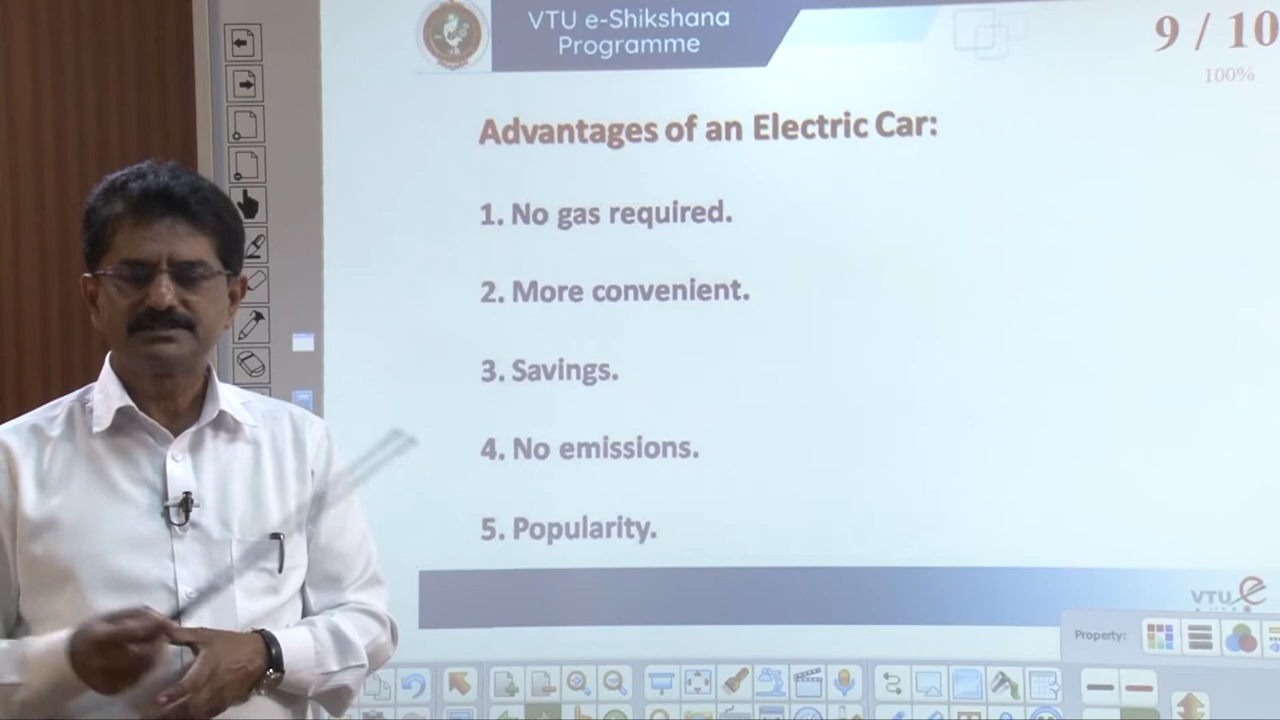 VTU e-Shikshana
Programme
9 / 10
100%
Advantages of an Electric Car:
1. No gas required.
2. More convenient.
3. Savings.
4. No emissions.
5. Popularity.
VTU
Property: